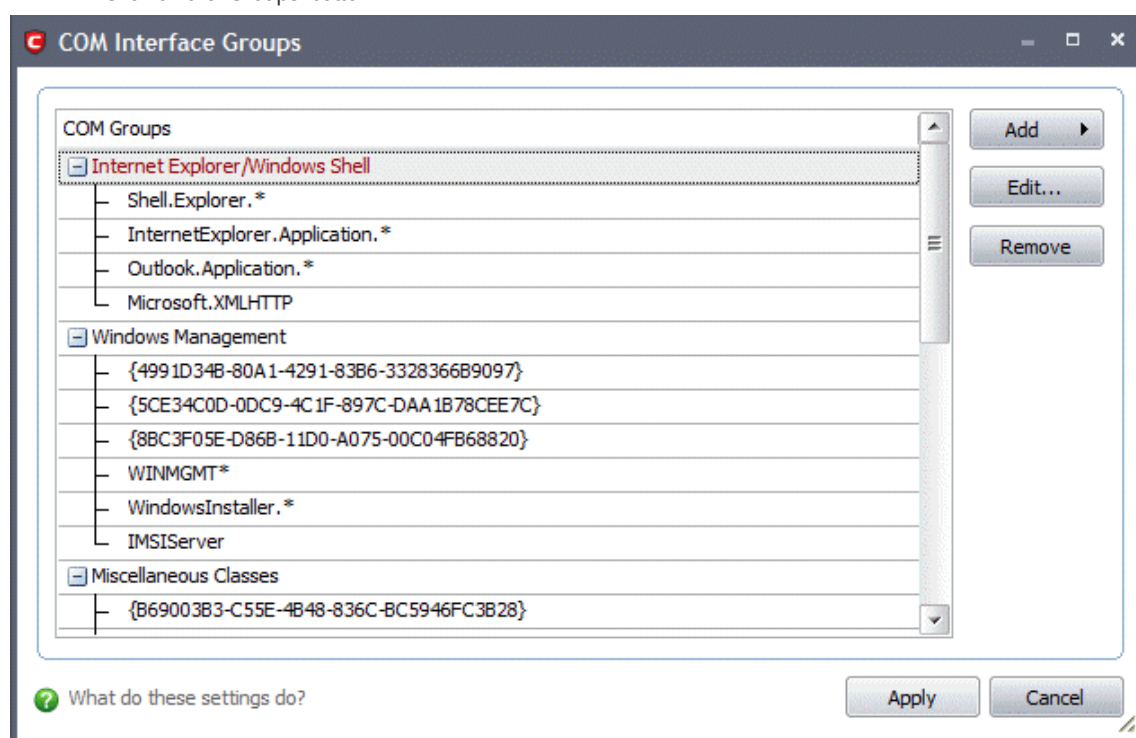 COM Interface Groups
COM Groups
Internet Explorer/Windows Shell
Shell.Explorer.*
InternetExplorer.Application.*
Outlook.Application.*
Microsoft.XMLHTTP
Windows Management
{4991D34B-80A1-4291-83B6-3328366B9097}
{5CE34C0D-0DC9-4C1F-897C-DAA1B78CEE7C}
{8BC3F05E-D86B-11D0-A075-00C04FB68820}
WINMGMT*
WindowsInstaller.*
IMSIServer
Miscellaneous Classes
{B69003B3-C55E-4B48-836C-BC5946FC3B28}
Add
Edit...
Remove
What do these settings do?
Apply
Cancel